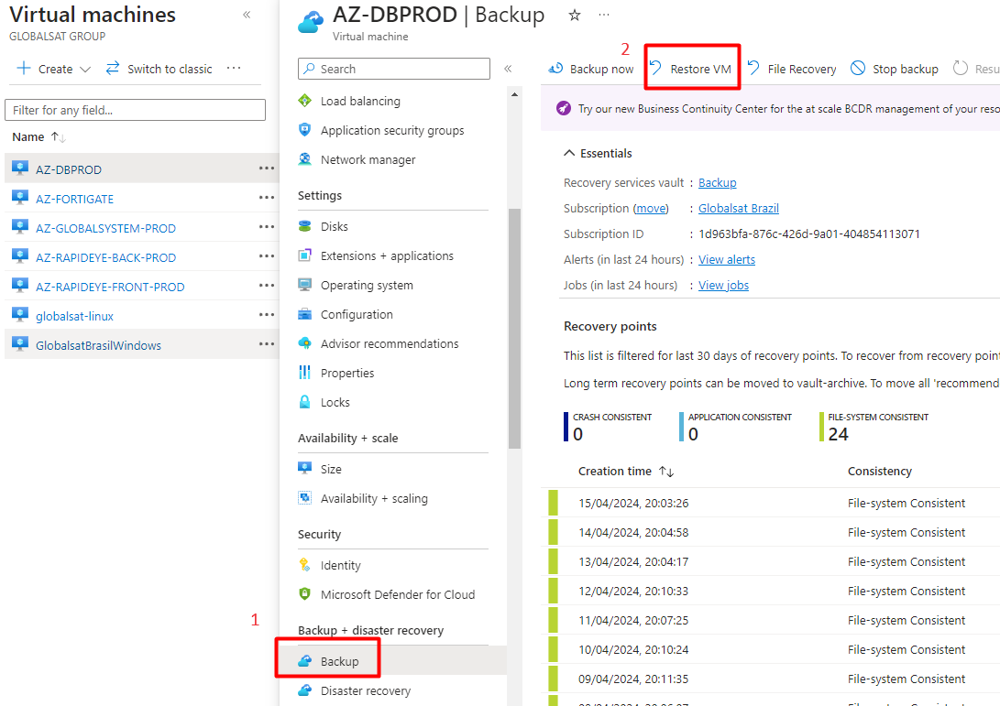 Virtual machines
«
GLOBALSAT GROUP
Create
Switch to classic
...
Filter for any field...
Name ↑↓
AZ-DBPROD
AZ-FORTIGATE
AZ-GLOBALSYSTEM-PROD
AZ-RAPIDEYE-BACK-PROD
AZ-RAPIDEYE-FRONT-PROD
globalsat-linux
GlobalsatBrasilWindows
AZ-DBPROD | Backup
...
Virtual machine
Search
«
Load balancing
Application security groups
Network manager
Settings
Disks
Extensions + applications
Operating system
Configuration
Advisor recommendations
Properties
Locks
Availability + scale
Size
Availability + scaling
Security
Identity
Microsoft Defender for Cloud
1
Backup + disaster recovery
Backup
Disaster recovery
2
Backup now
Restore VM
File Recovery
Stop backup
Resu
Try our new Business Continuity Center for the at scale BCDR management of your reso
Essentials
Recovery services vault : Backup
Subscription (move) : Globalsat Brazil
Subscription ID : 1d963bfa-876c-426d-9a01-404854113071
Alerts (in last 24 hours) : View alerts
Jobs (in last 24 hours) : View jobs
Recovery points
This list is filtered for last 30 days of recovery points. To recover from recovery poin
Long term recovery points can be moved to vault-archive. To move all 'recommend
CRASH CONSISTENT
0
APPLICATION CONSISTENT
0
FILE-SYSTEM CONSISTENT
24
Creation time ↑↓ Consistency
15/04/2024, 20:03:26 File-system Consistent
14/04/2024, 20:04:58 File-system Consistent
13/04/2024, 20:04:17 File-system Consistent
12/04/2024, 20:10:33 File-system Consistent
11/04/2024, 20:07:25 File-system Consistent
10/04/2024, 20:10:24 File-system Consistent
09/04/2024, 20:11:35 File-system Consistent